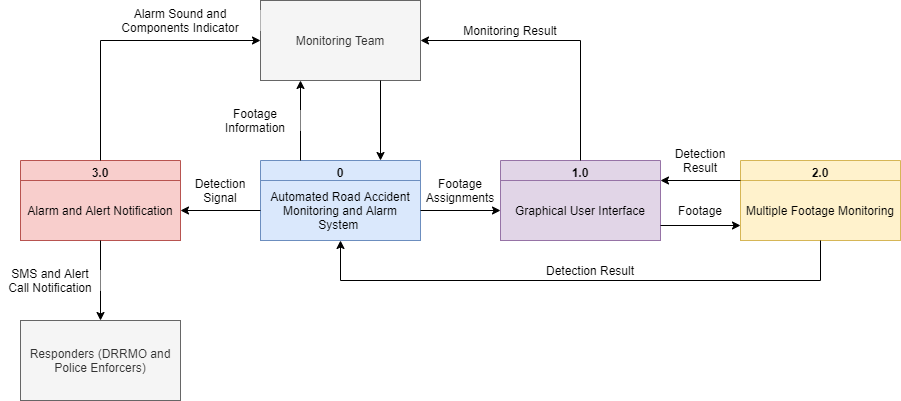 Alarm Sound and
Components Indicator
Monitoring Team
Monitoring Result
Footage
Information
3.0
Alarm and Alert Notification
Detection
Signal
0
Automated Road Accident
Monitoring and Alarm
System
Footage
Assignments
1.0
Graphical User Interface
Detection
Result
Footage
2.0
Multiple Footage Monitoring
SMS and Alert
Call Notification
Detection Result
Responders (DRRMO and
Police Enforcers)